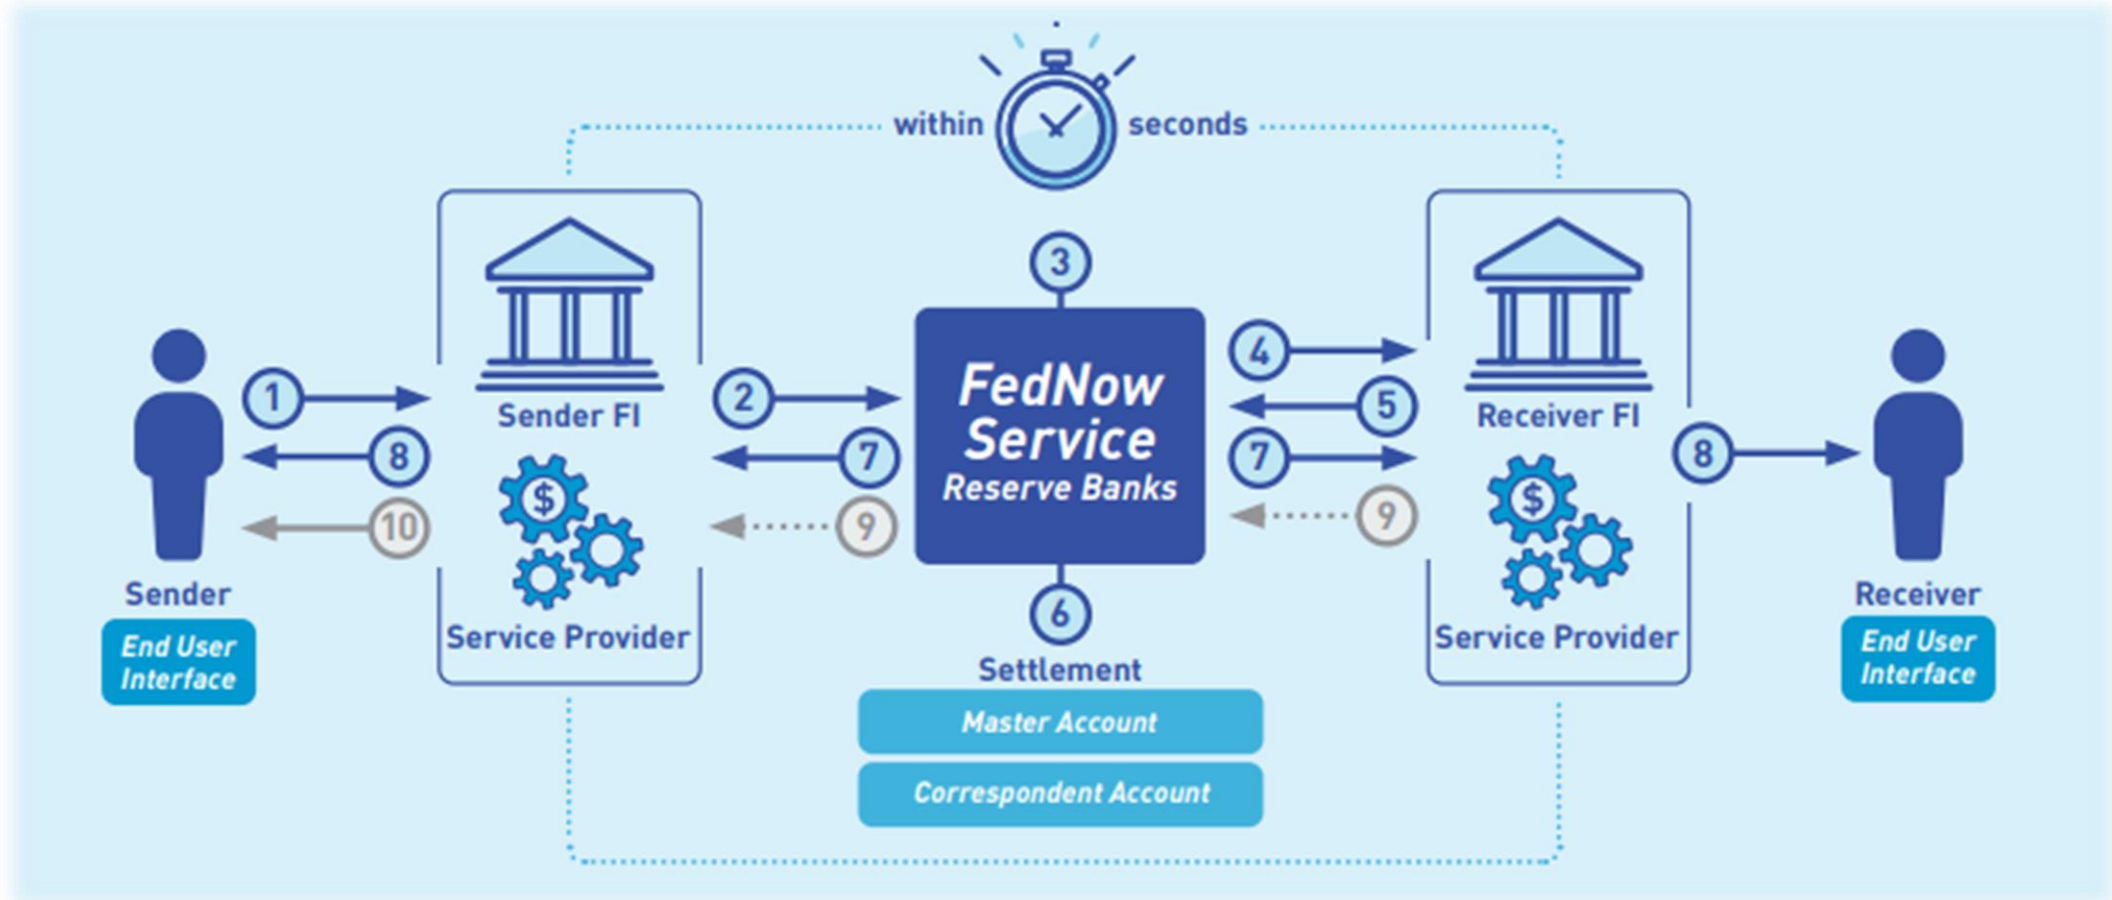 within seconds
3
FedNow
Service
Reserve Banks
1
8
10
Sender
End User
Interface
Sender FI
$
Service Provider
2
7
9
6
Settlement
Master Account
Correspondent Account
4
5
7
9
Receiver FI
$
Service Provider
8
Receiver
End User
Interface